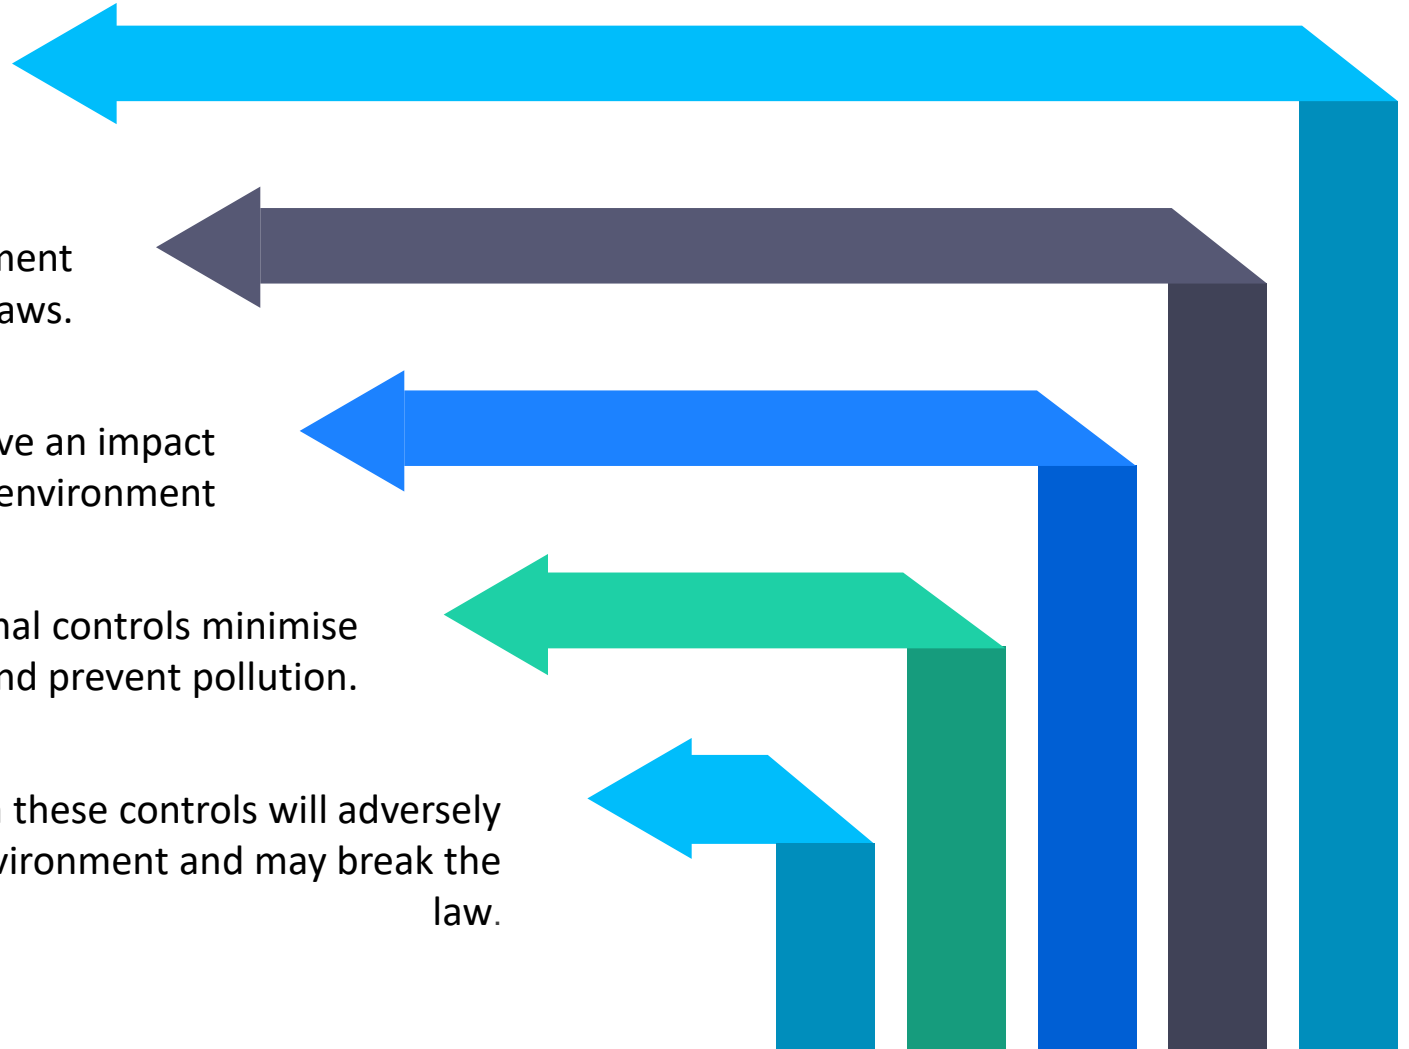 ment
aws.
ve an impact
environment
nal controls minimise
nd prevent pollution.
these controls will adversely
vironment and may break the
law.